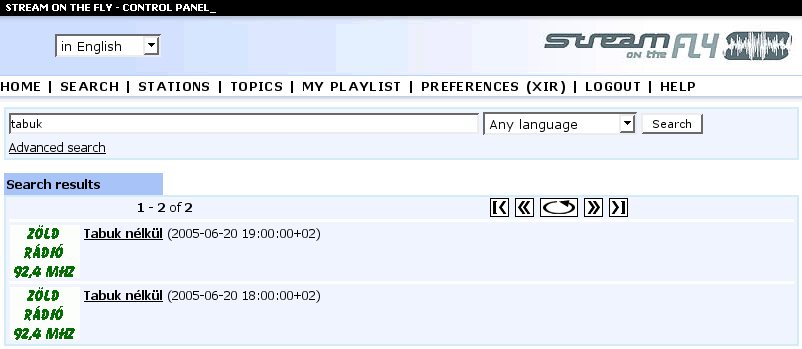 STREAM ON THE FLY - CONTROL PANEL_
in English
stream on the FLY
HOME | SEARCH | STATIONS | TOPICS | MY PLAYLIST | PREFERENCES (XIR) | LOGOUT | HELP
tabuk Any language Search
Advanced search
Search results
1 - 2 of 2
ZÖLD RÁDIÓ 92,4 MHZ
Tabuk nélkül (2005-06-20 19:00:00+02)
ZÖLD RÁDIÓ 92,4 MHZ
Tabuk nélkül (2005-06-20 18:00:00+02)